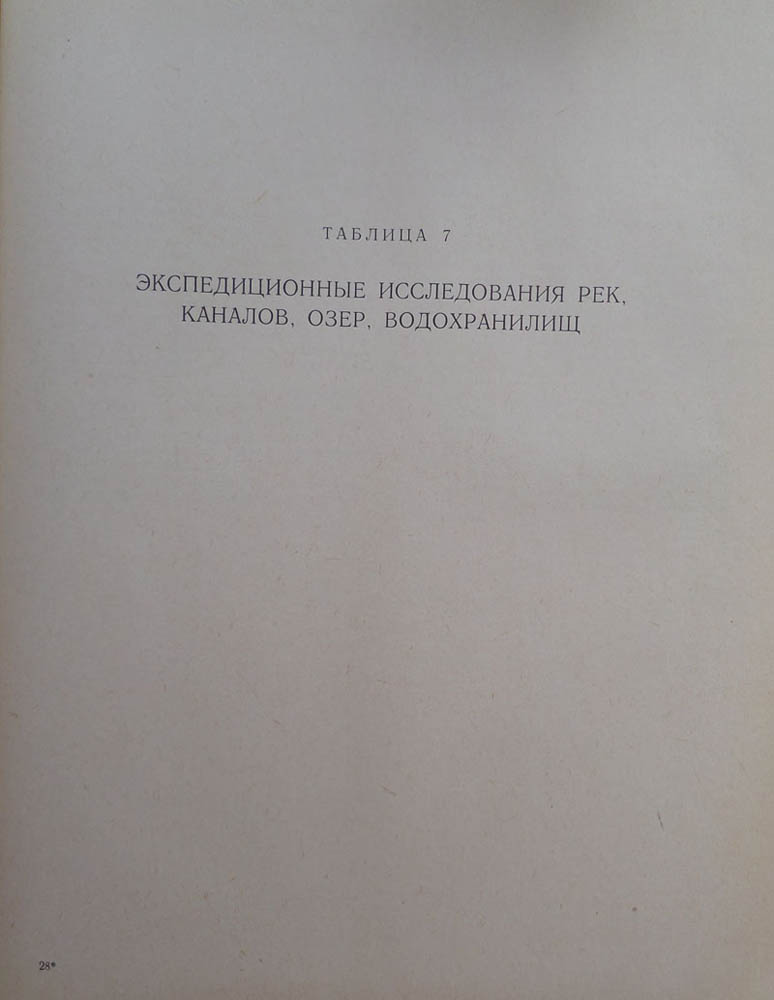 ТАБЛИЦА 7
ЭКСПЕДИЦИОННЫЕ ИССЛЕДОВАНИЯ РЕК,
КАНАЛОВ, ОЗЕР, ВОДОХРАНИЛИЩ
28*